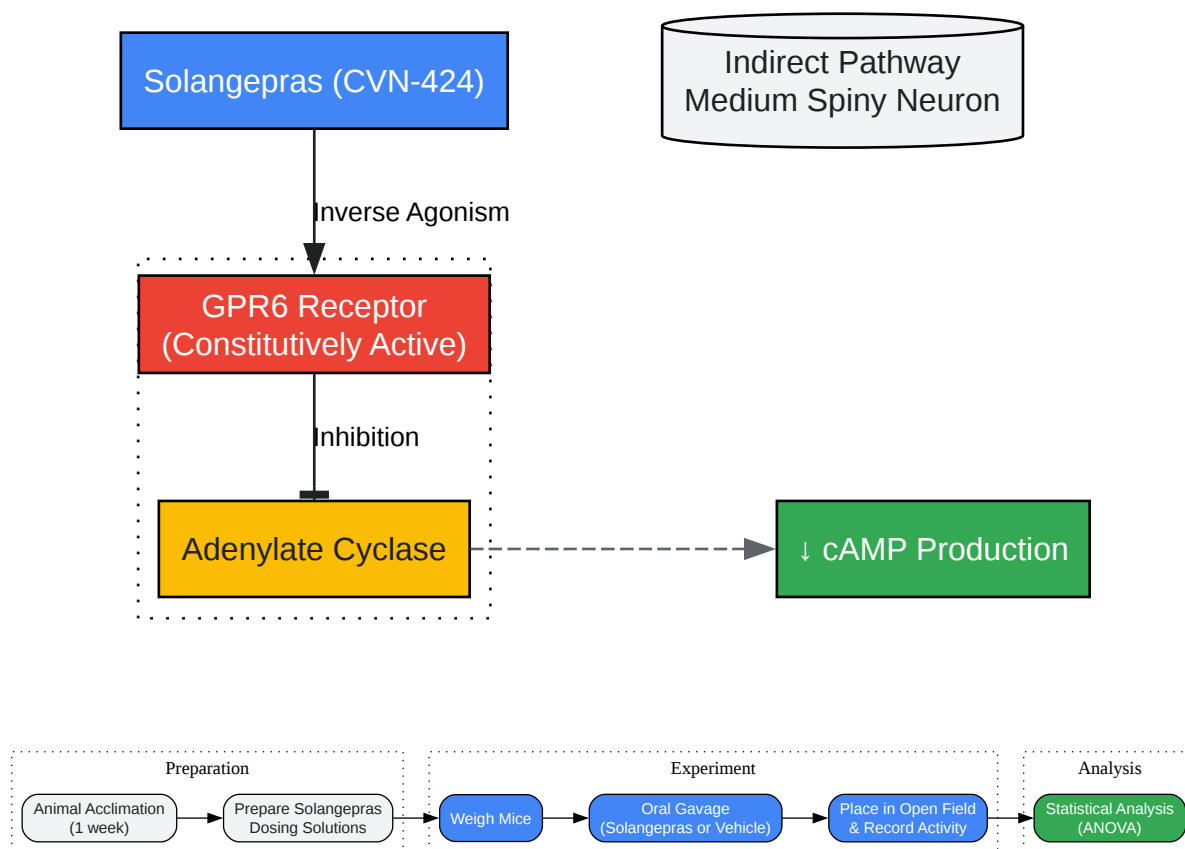 Solangepras (CVN-424)
Indirect Pathway
Medium Spiny Neuron
Inverse Agonism
GPR6 Receptor
(Constitutively Active)
Inhibition
Adenylate Cyclase
↓ cAMP Production
Preparation
Animal Acclimation
(1 week)
Prepare Solangepras
Dosing Solutions
Experiment
Weigh Mice
Oral Gavage
(Solangepras or Vehicle)
Place in Open Field
& Record Activity
Analysis
Statistical Analysis
(ANOVA)